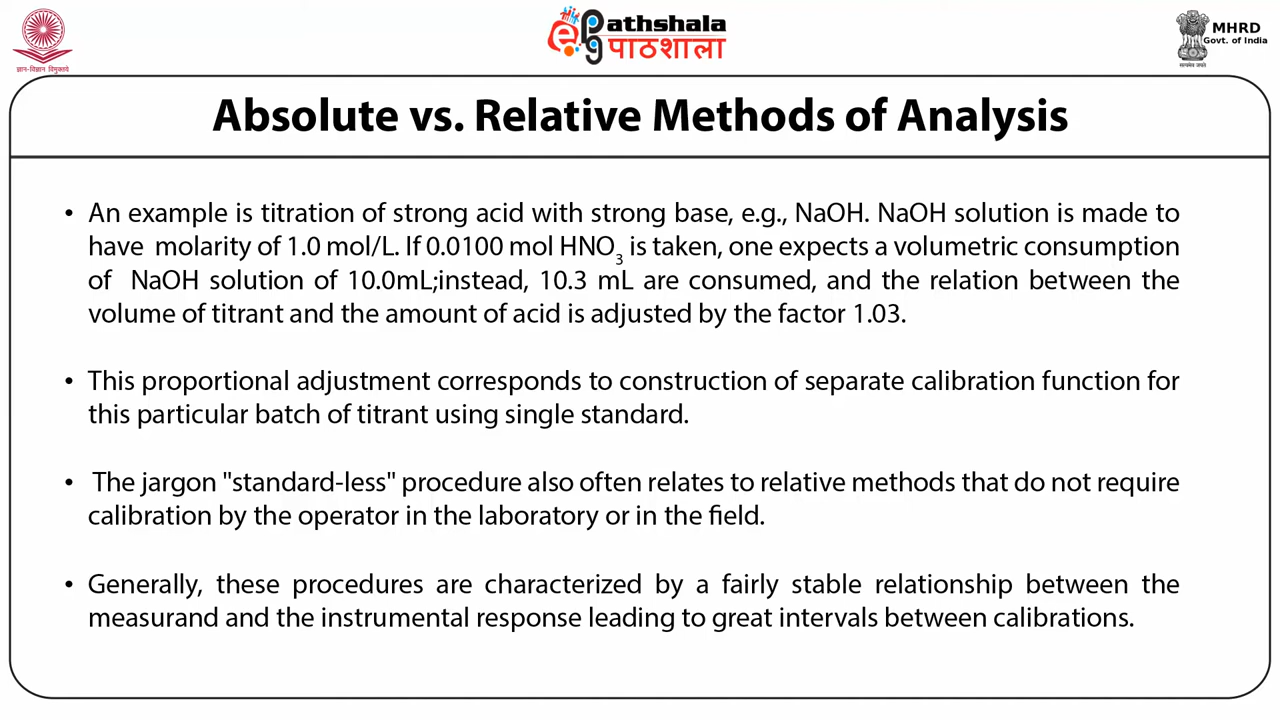 ज्ञान-विज्ञान विमुक्तये
e
Pathshala
पाठशाला
सत्यमेव जयते
MHRD
Govt. of India
Absolute vs. Relative Methods of Analysis
• An example is titration of strong acid with strong base, e.g., NaOH. NaOH solution is made to
have molarity of 1.0 mol/L. If 0.0100 mol HNO₃ is taken, one expects a volumetric consumption
of NaOH solution of 10.0mL;instead, 10.3 mL are consumed, and the relation between the
volume of titrant and the amount of acid is adjusted by the factor 1.03.
• This proportional adjustment corresponds to construction of separate calibration function for
this particular batch of titrant using single standard.
• The jargon "standard-less" procedure also often relates to relative methods that do not require
calibration by the operator in the laboratory or in the field.
• Generally, these procedures are characterized by a fairly stable relationship between the
measurand and the instrumental response leading to great intervals between calibrations.